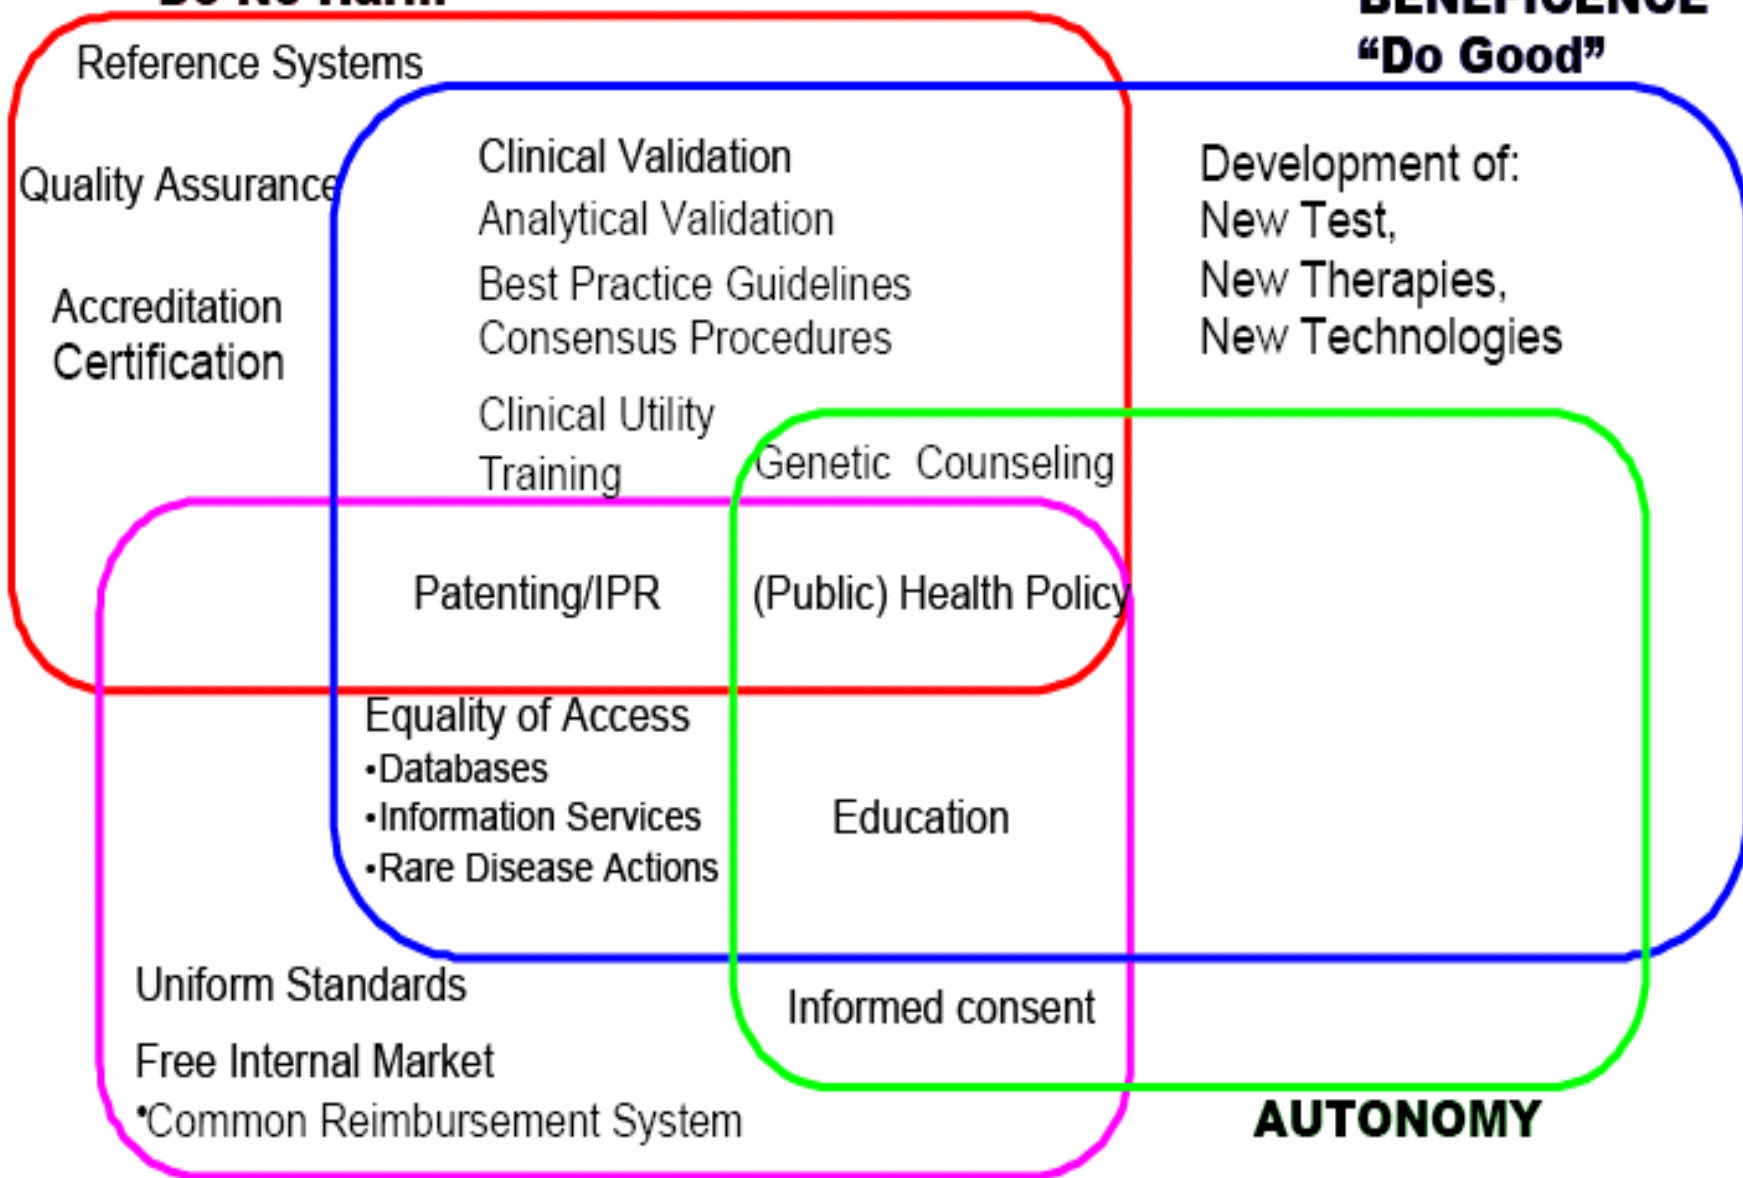 Do No Harm
BENEFICENCE
“Do Good”
Reference Systems
Quality Assurance
Accreditation
Certification
Clinical Validation
Analytical Validation
Best Practice Guidelines
Consensus Procedures
Clinical Utility
Training
Development of:
New Test,
New Therapies,
New Technologies
Genetic Counseling
Patenting/IPR
(Public) Health Policy
Equality of Access
•Databases
•Information Services
•Rare Disease Actions
Education
Uniform Standards
Free Internal Market
•Common Reimbursement System
Informed consent
AUTONOMY